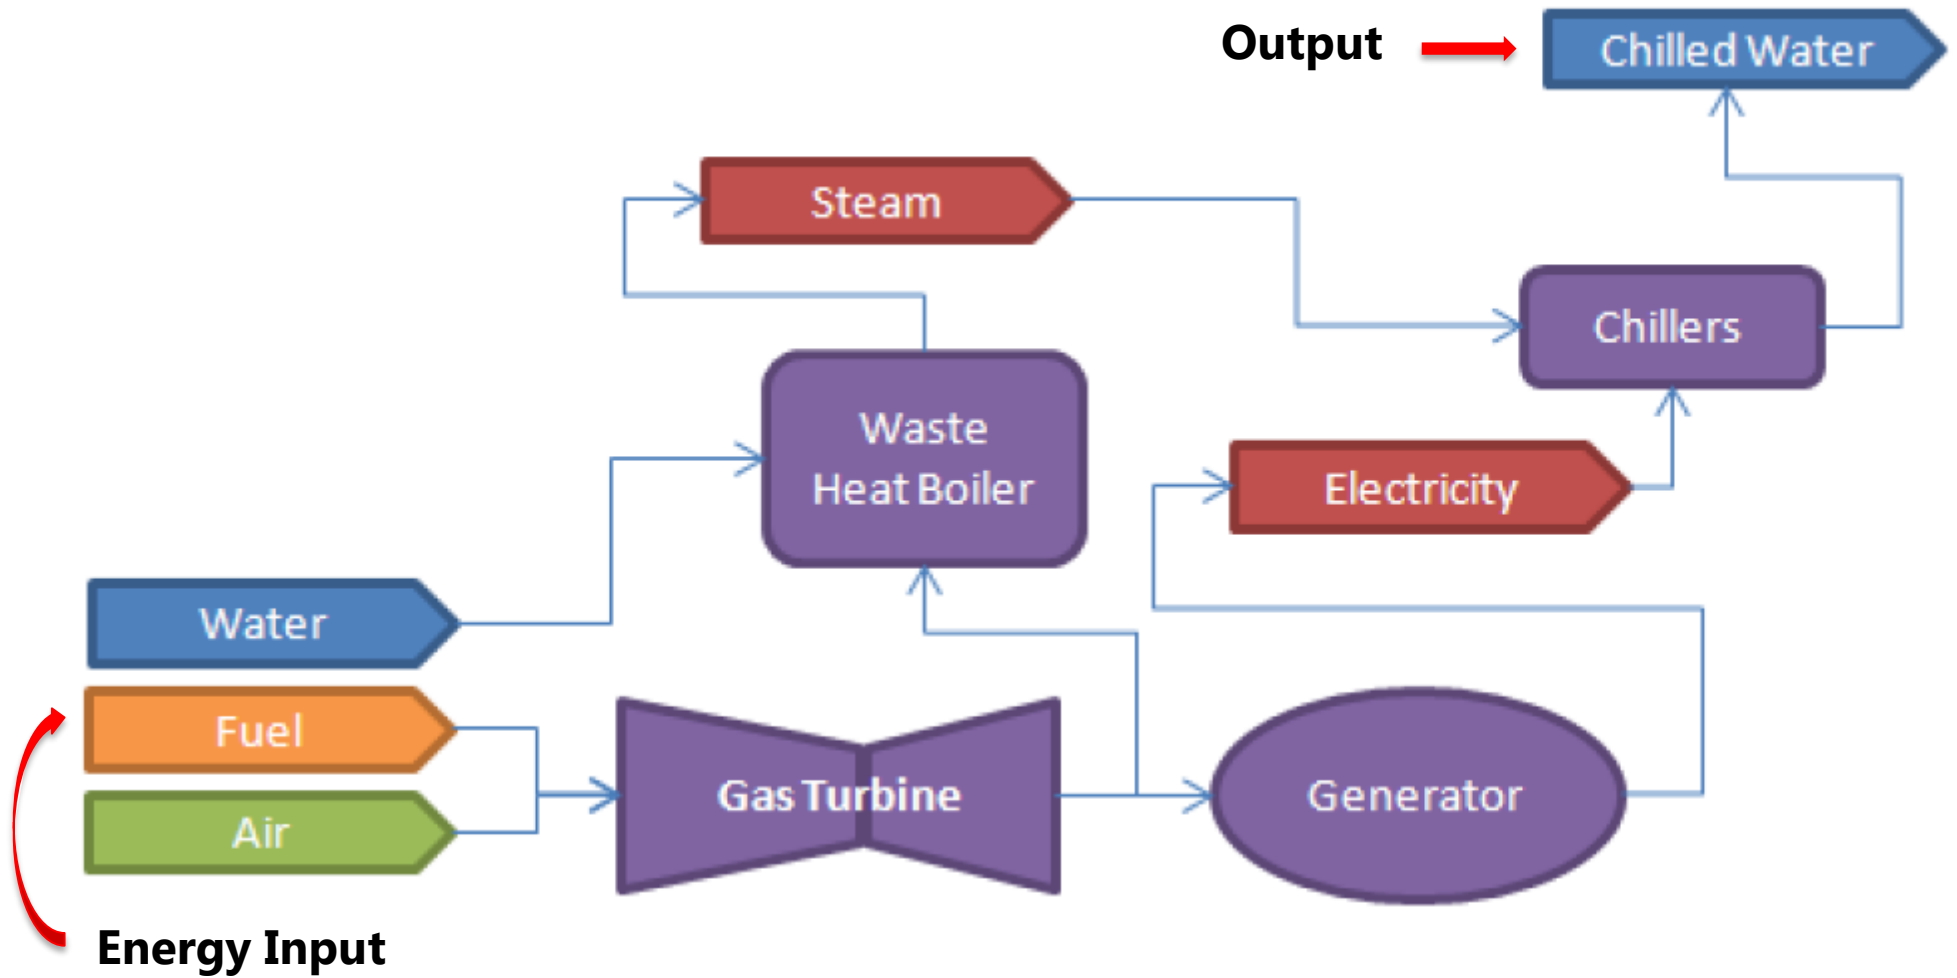 Output
Chilled Water
Steam
Chillers
Waste
Heat Boiler
Electricity
Water
Fuel
Gas Turbine
Generator
Air
Energy Input